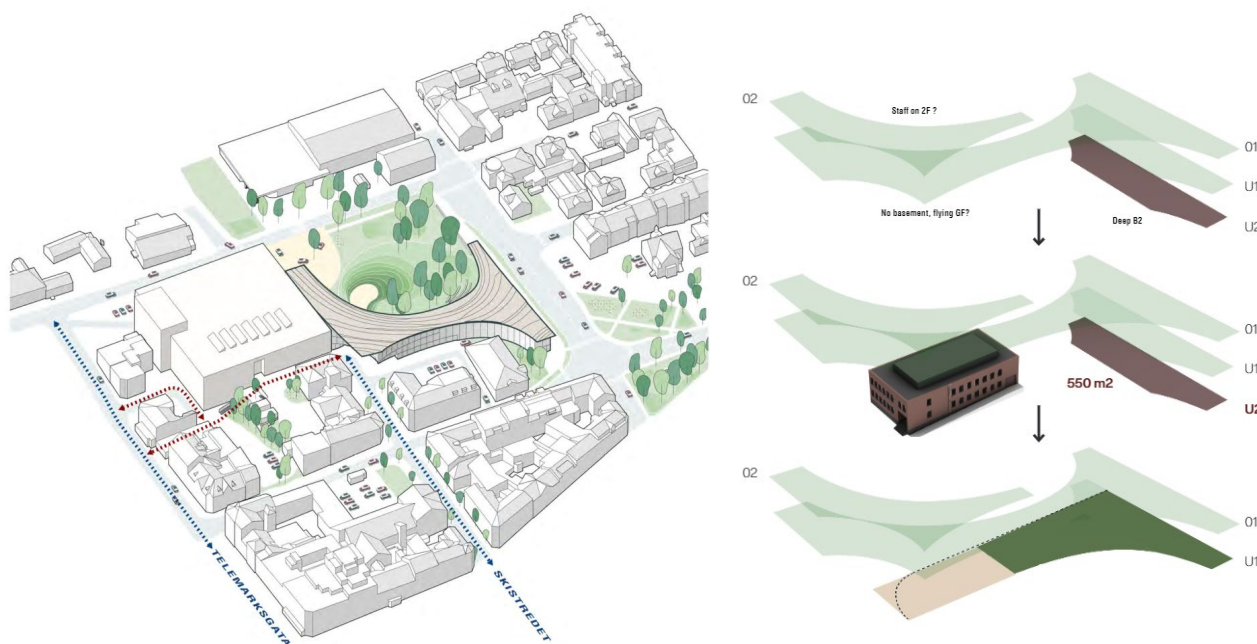 TELEMARKSGATA
SKISTREDET
02
Staff on 2F ?
01
U1
No basement, flying GF?
Deep B2
U2
02
01
U1
550 m2
U2
02
01
U1